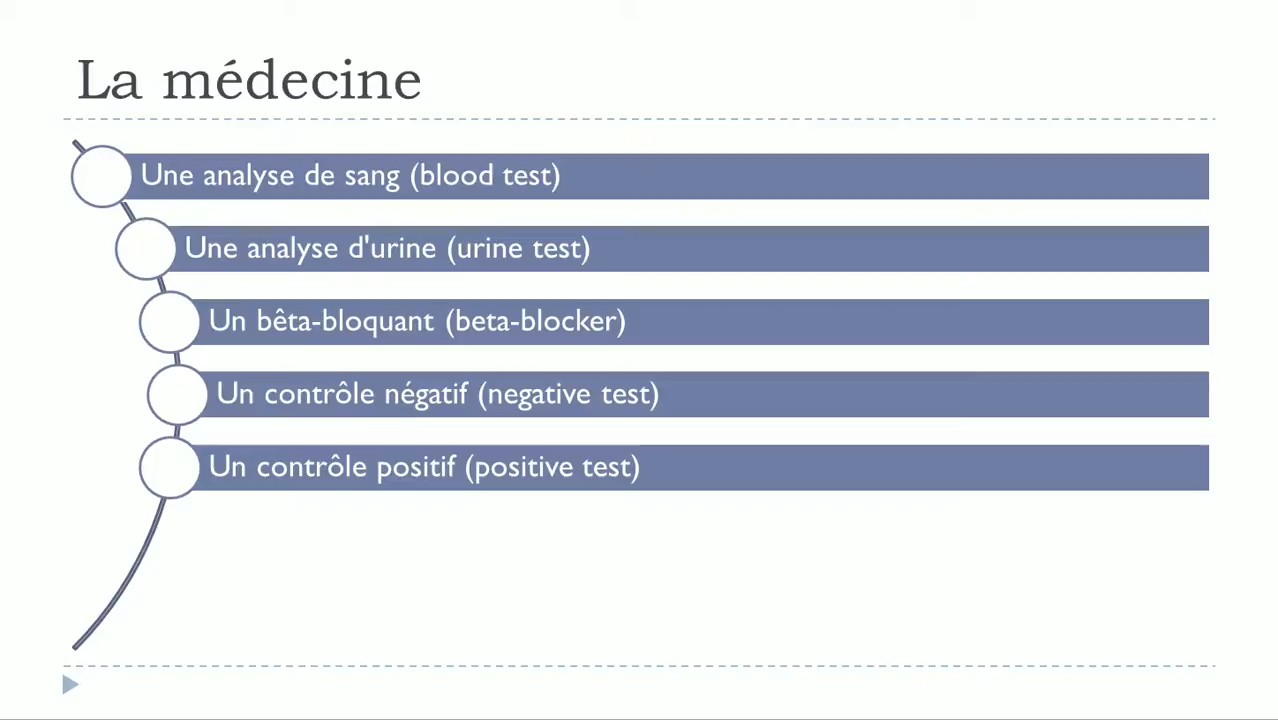 La médecine
Une analyse de sang (blood test)
Une analyse d'urine (urine test)
Un bêta-bloquant (beta-blocker)
Un contrôle négatif (negative test)
Un contrôle positif (positive test)